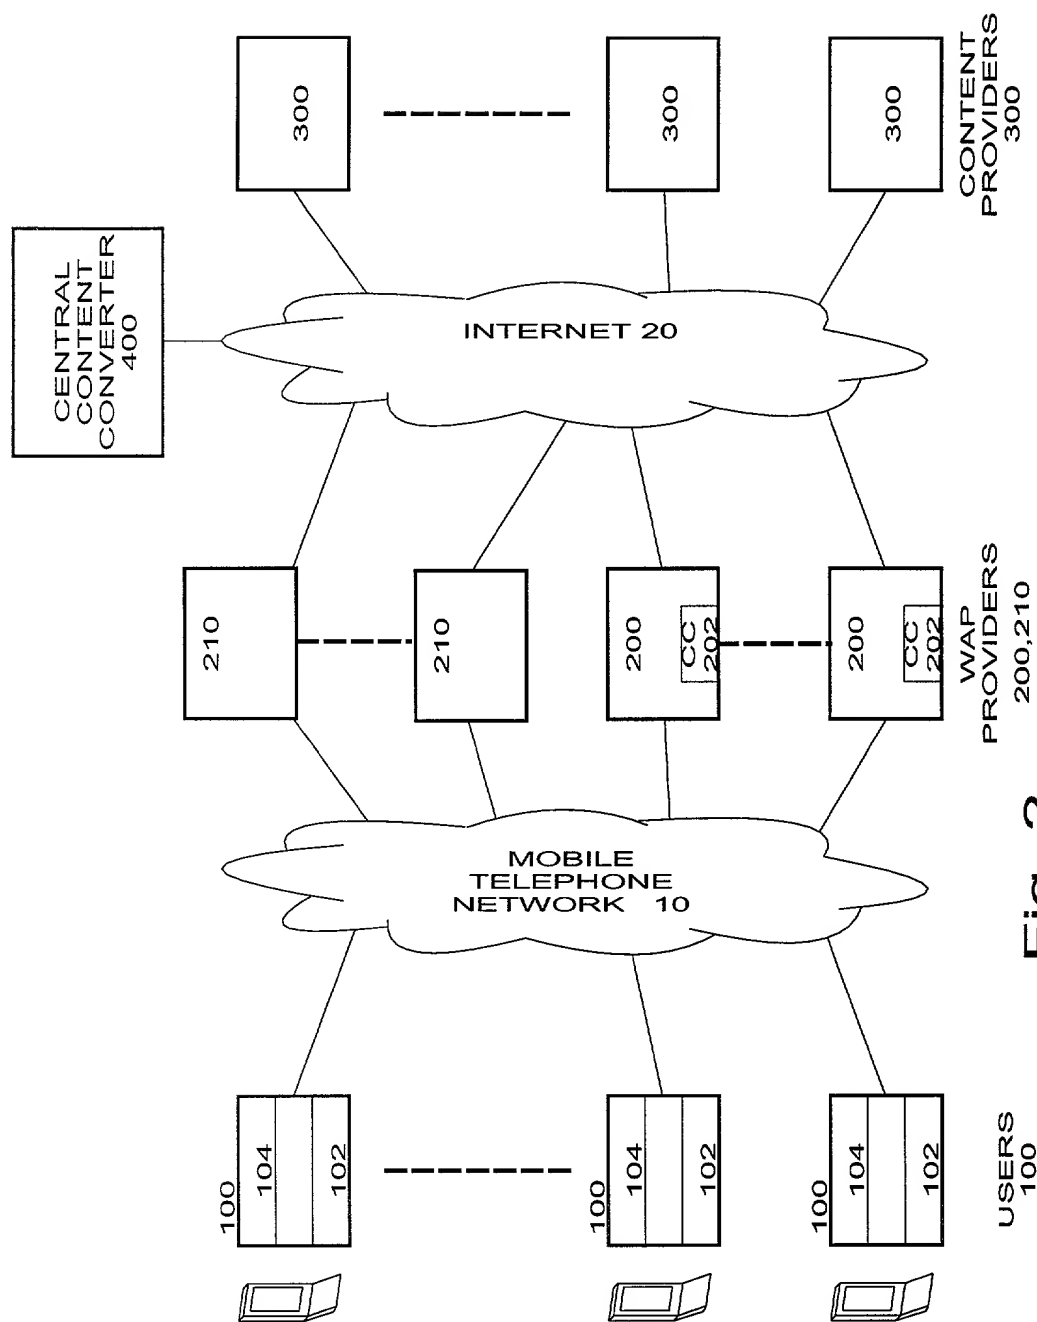 CENTRAL
CONTENT
CONVERTER
400
300
300
300
CONTENT
PROVIDERS
300
INTERNET 20
210
210
200
CC
202
200
CC
202
WAP
PROVIDERS
200,210
MOBILE
TELEPHONE
NETWORK 10
100
104
102
100
104
102
100
104
102
USERS
100
Fig.